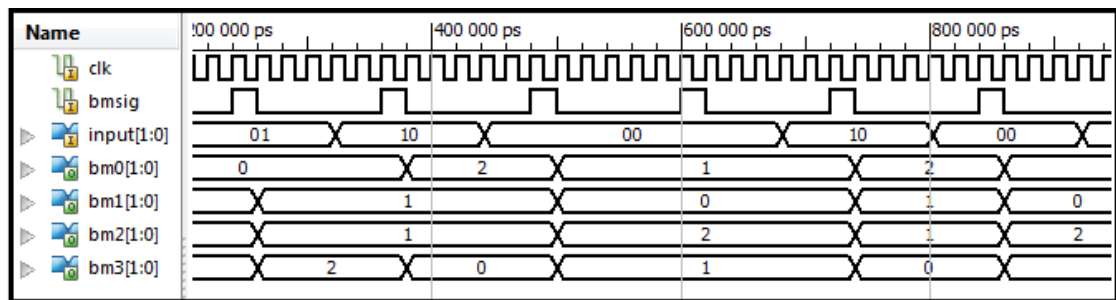 Name 00 000 ps 400 000 ps 600 000 ps 800 000 ps
clk
bmsig
input[1:0] 01 10 00 10 00
bm0[1:0] 0 2 1 2
bm1[1:0] 1 0 1 0
bm2[1:0] 1 2 1 2
bm3[1:0] 2 0 1 0